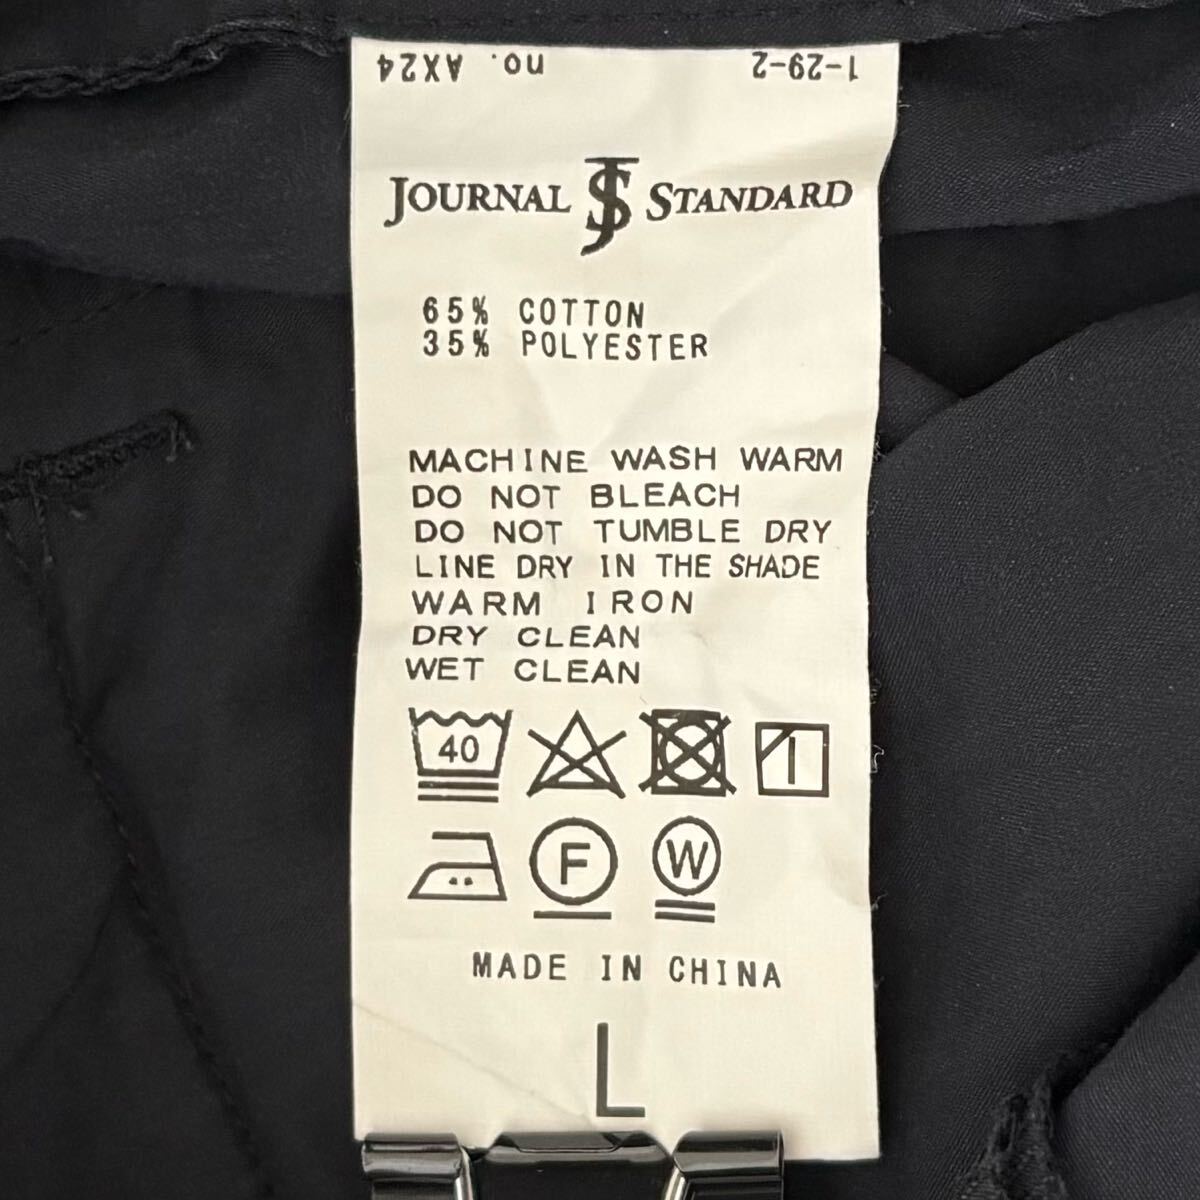 no. AX24 1-29-2
JOURNAL JS STANDARD
65% COTTON
35% POLYESTER
MACHINE WASH WARM
DO NOT BLEACH
DO NOT TUMBLE DRY
LINE DRY IN THE SHADE
WARM IRON
DRY CLEAN
WET CLEAN
40
F W
MADE IN CHINA
L